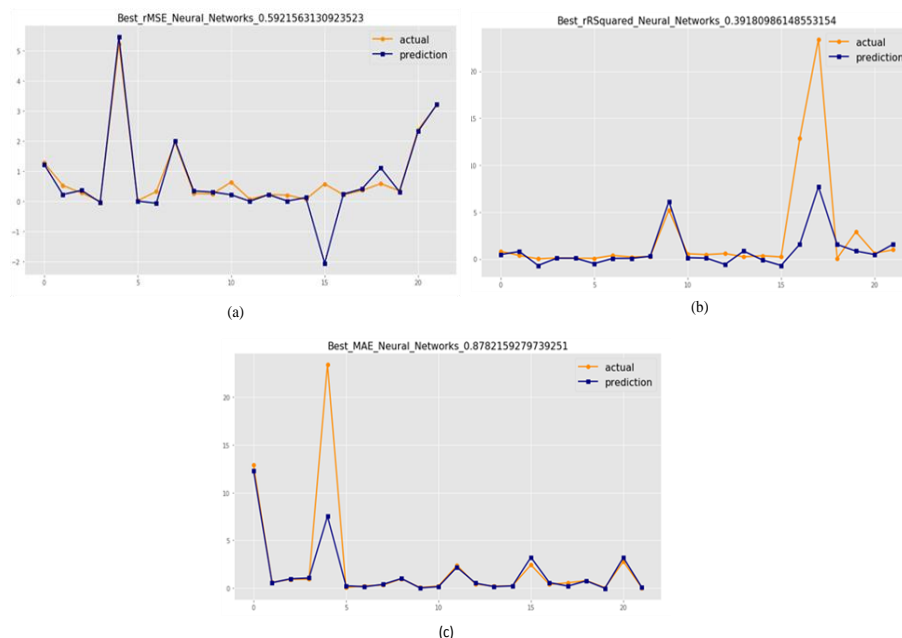 Best_rMSE_Neural_Networks_0.5921563130923523
actual
prediction
5
4
3
2
1
0
−1
−2
0 5 10 15 20
(a)
Best_rRSquared_Neural_Networks_0.39180986148553154
actual
prediction
20
15
10
5
0
0 5 10 15 20
(b)
Best_MAE_Neural_Networks_0.8782159279739251
actual
prediction
20
15
10
5
0
0 5 10 15 20
(c)